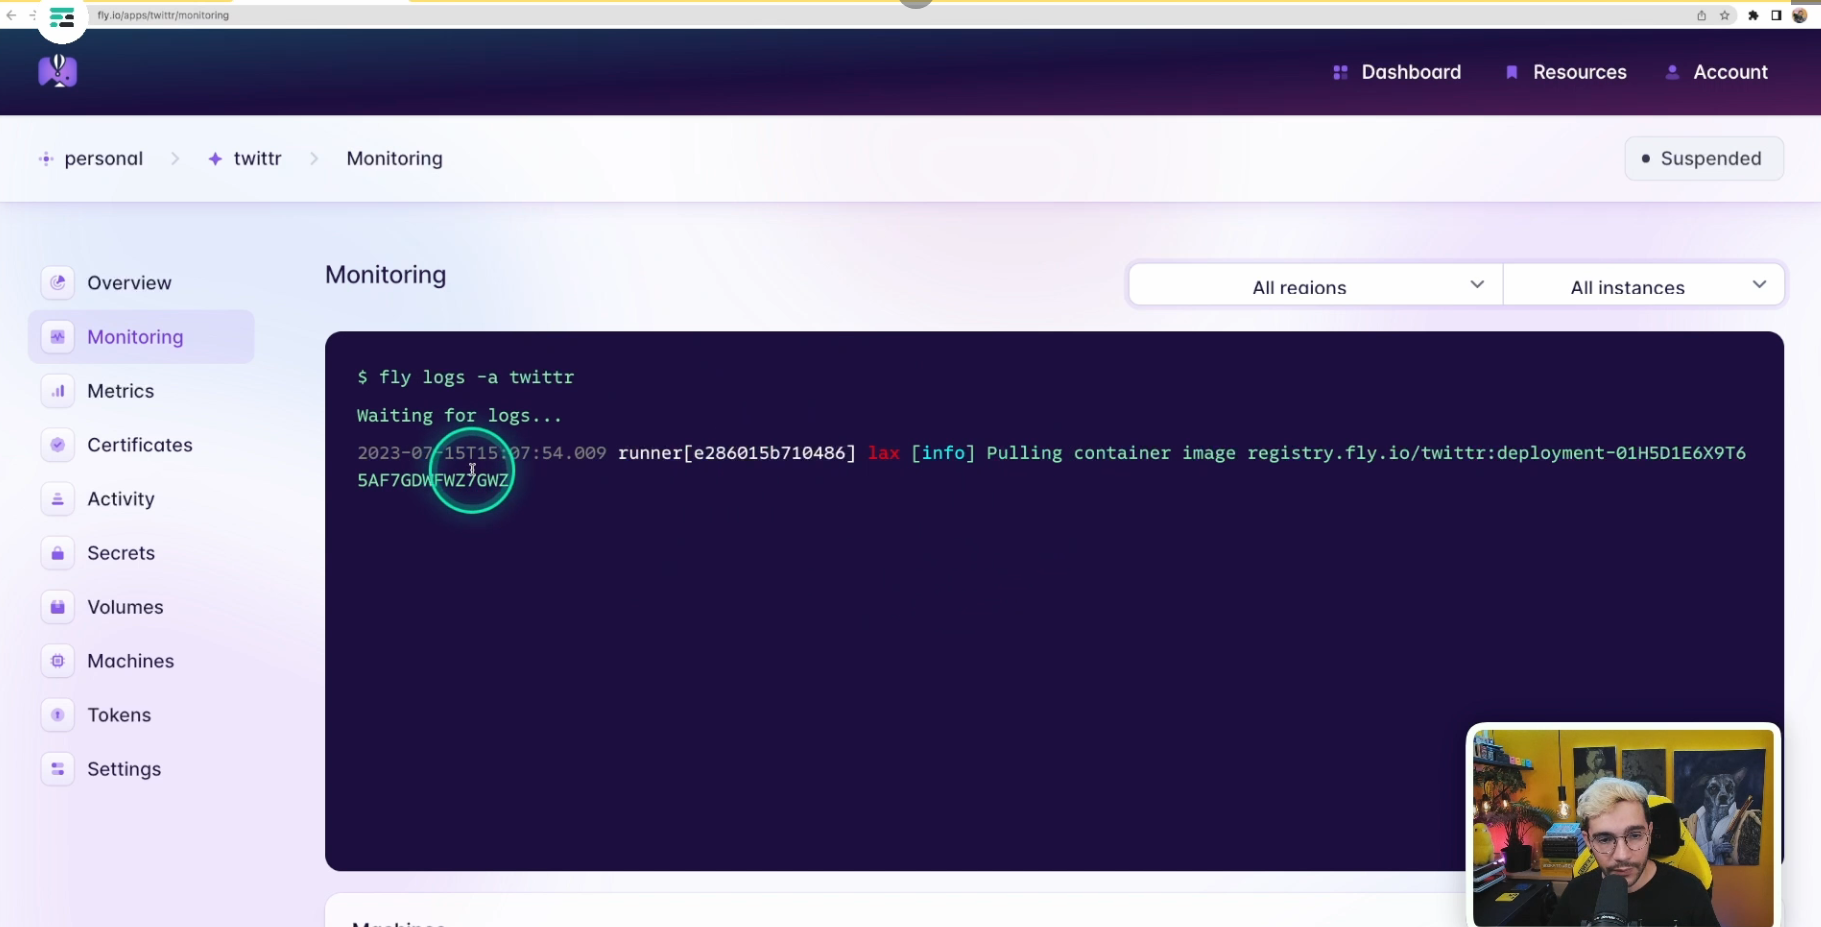 fly.io/apps/twittr/monitoring
Dashboard
Resources
Account
personal
twittr
Monitoring
Suspended
Overview
Monitoring
Metrics
Certificates
Activity
Secrets
Volumes
Machines
Tokens
Settings
Monitoring
All regions
All instances
$ fly logs -a twittr
Waiting for logs...
2023-07-15T15:07:54.009 runner[e286015b710486] lax [info] Pulling container image registry.fly.io/twittr:deployment-01H5D1E6X9T6
5AF7GDWFWZ7GWZ
Machines